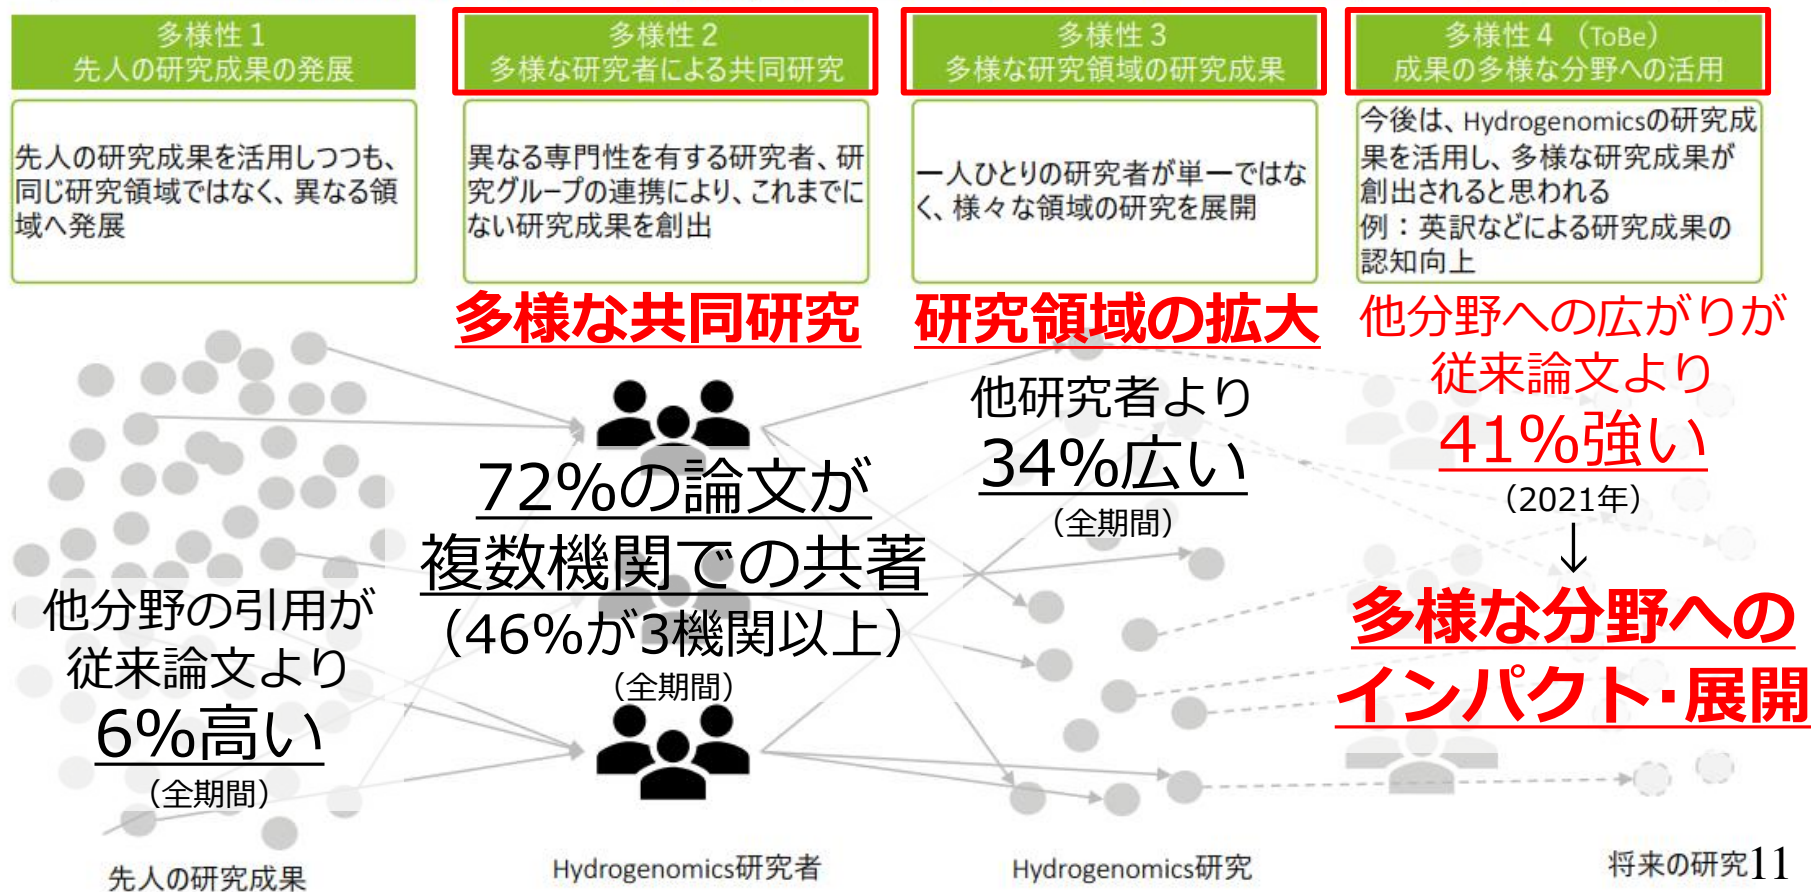 多様性１
先人の研究成果の発展
先人の研究成果を活用しつつも、
同じ研究領域ではなく、異なる領
域へ発展
他分野の引用が
従来論文より
6%高い
（全期間）
先人の研究成果
多様性２
多様な研究者による共同研究
異なる専門性を有する研究者、研
究グループの連携により、これまでに
ない研究成果を創出
多様な共同研究
72%の論文が
複数機関での共著
（46%が3機関以上）
（全期間）
Hydrogenomics研究者
多様性３
多様な研究領域の研究成果
一人ひとりの研究者が単一ではな
く、様々な領域の研究を展開
研究領域の拡大
他研究者より
34%広い
（全期間）
Hydrogenomics研究
多様性４（ToBe）
成果の多様な分野への活用
今後は、Hydrogenomicsの研究成
果を活用し、多様な研究成果が
創出されると思われる
例：英訳などによる研究成果の
認知向上
他分野への広がりが
従来論文より
41%強い
（2021年）
↓
多様な分野への
インパクト・展開
将来の研究
11